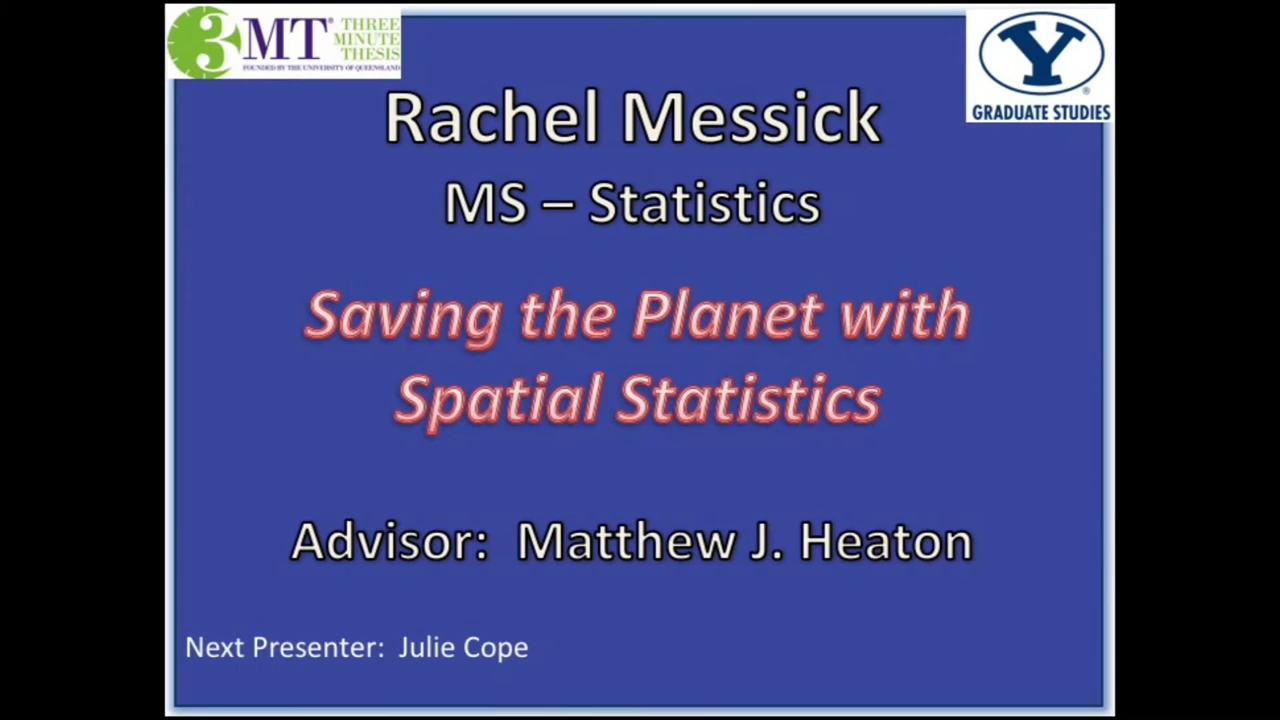 3MT® THREE
MINUTE
THESIS
FOUNDED BY THE UNIVERSITY OF QUEENSLAND
Y®
GRADUATE STUDIES
Rachel Messick
MS – Statistics
Saving the Planet with
Spatial Statistics
Advisor: Matthew J. Heaton
Next Presenter: Julie Cope